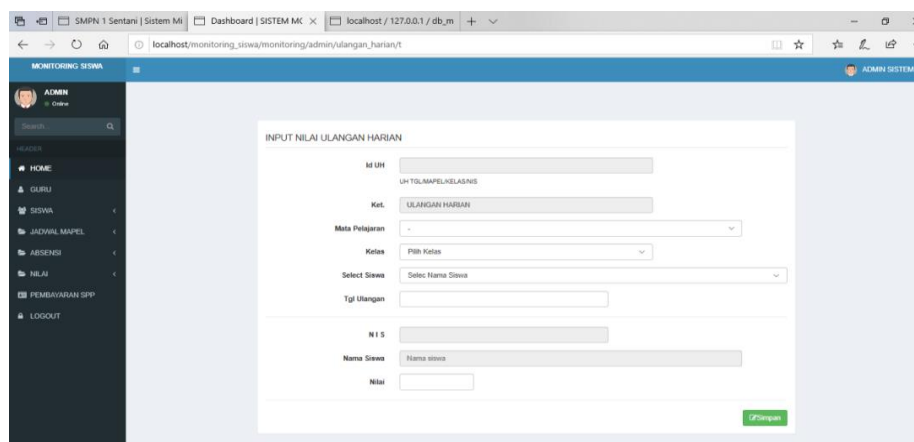 SMPN 1 Sentani | Sistem Mi
Dashboard | SISTEM MC
localhost / 127.0.0.1 / db_m
localhost/monitoring_siswa/monitoring/admin/ulangan_harian/t
MONITORING SISWA
ADMIN SISTEM
ADMIN
Online
Search
HEADER
HOME
GURU
SISWA
JADWAL MAPEL
ABSENSI
NILAI
PEMBAYARAN SPP
LOGOUT
INPUT NILAI ULANGAN HARIAN
Id UH
UH TGL/MAPEL/KELAS/NIS
Ket. ULANGAN HARIAN
Mata Pelajaran -
Kelas Pilih Kelas
Select Siswa Selec Nama Siswa
Tgl Ulangan
N I S
Nama Siswa Nama siswa
Nilai
Simpan